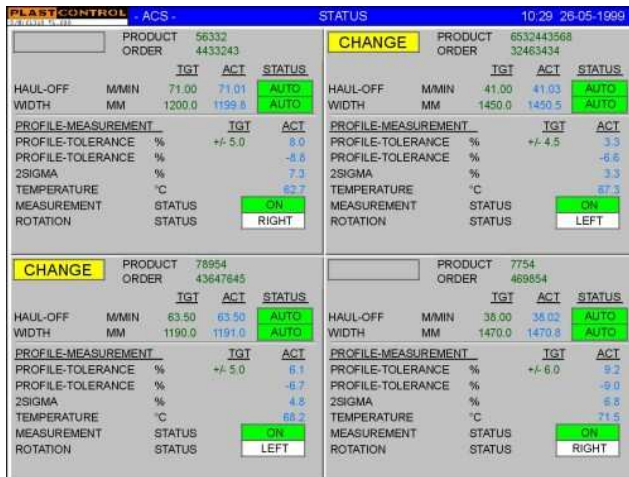 PLASTCONTROL - ACS - STATUS 10:29 26-05-1999
PRODUCT 56332
ORDER 4433243
TGT ACT STATUS
HAUL-OFF M/MIN 71.00 71.01 AUTO
WIDTH MM 1200.0 1199.8 AUTO
PROFILE-MEASUREMENT TGT ACT
PROFILE-TOLERANCE % +/- 5.0 8.0
PROFILE-TOLERANCE % -8.8
2SIGMA % 7.3
TEMPERATURE °C 62.7
MEASUREMENT STATUS ON
ROTATION STATUS RIGHT
CHANGE PRODUCT 6532443568
ORDER 32463434
TGT ACT STATUS
HAUL-OFF M/MIN 41.00 41.03 AUTO
WIDTH MM 1450.0 1450.5 AUTO
PROFILE-MEASUREMENT TGT ACT
PROFILE-TOLERANCE % +/- 4.5 3.3
PROFILE-TOLERANCE % -6.6
2SIGMA % 3.3
TEMPERATURE °C 67.3
MEASUREMENT STATUS ON
ROTATION STATUS LEFT
CHANGE PRODUCT 78954
ORDER 43647645
TGT ACT STATUS
HAUL-OFF M/MIN 63.50 63.50 AUTO
WIDTH MM 1190.0 1191.0 AUTO
PROFILE-MEASUREMENT TGT ACT
PROFILE-TOLERANCE % +/- 5.0 6.1
PROFILE-TOLERANCE % -6.7
2SIGMA % 4.8
TEMPERATURE °C 68.2
MEASUREMENT STATUS ON
ROTATION STATUS LEFT
PRODUCT 7754
ORDER 469854
TGT ACT STATUS
HAUL-OFF M/MIN 38.00 38.02 AUTO
WIDTH MM 1470.0 1470.8 AUTO
PROFILE-MEASUREMENT TGT ACT
PROFILE-TOLERANCE % +/- 6.0 9.2
PROFILE-TOLERANCE % -9.0
2SIGMA % 6.8
TEMPERATURE °C 71.5
MEASUREMENT STATUS ON
ROTATION STATUS RIGHT